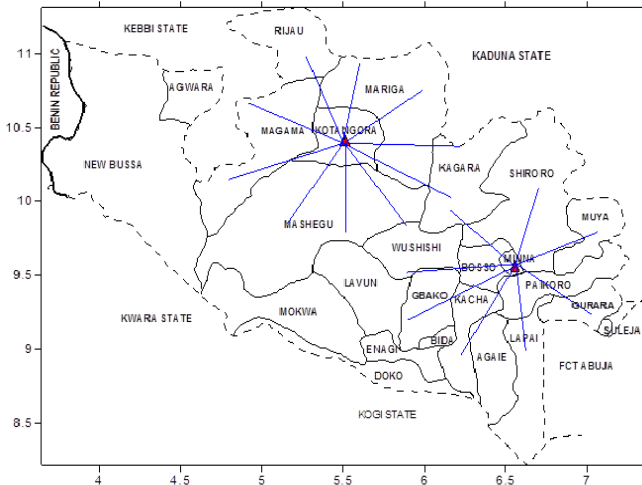 KEBBI STATE
RIJAU
11
KADUNA STATE
BENIN REPUBLIC
AGWARA
MARIGA
10.5
MAGAMA
KOTANGORA
NEW BUSSA
KAGARA
SHIRORO
10
MASHEGU
MUYA
WUSHISHI
MINNA
BOSSO
9.5
LAVUN
GBAKO
KACHA
PAIKORO
GURARA
MOKWA
KWARA STATE
SULEJA
BIDA
LAPAI
9
ENAGI
AGAIE
FCT ABUJA
DOKO
KOGI STATE
8.5
4
4.5
5
5.5
6
6.5
7